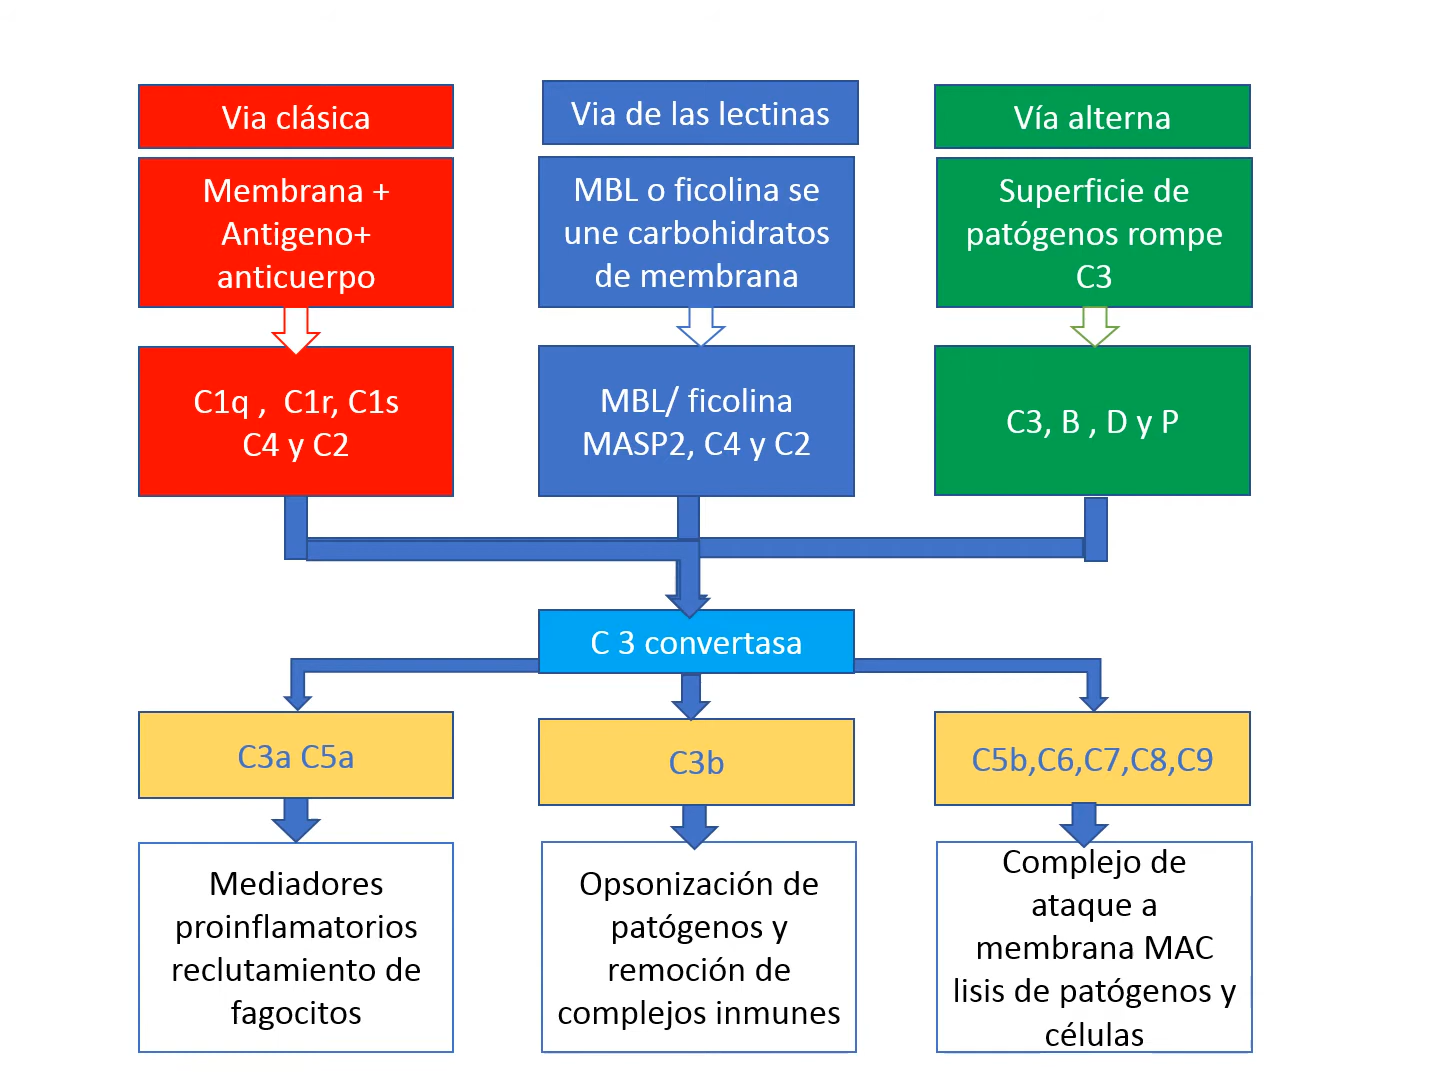 Via clásica
Via de las lectinas
Vía alterna
Membrana +
Antigeno+
anticuerpo
MBL o ficolina se
une carbohidratos
de membrana
Superficie de
patógenos rompe
C3
C1q ,  C1r, C1s
C4 y C2
MBL/ ficolina
MASP2, C4 y C2
C3, B , D y P
C 3 convertasa
C3a C5a
C3b
C5b,C6,C7,C8,C9
Mediadores
proinflamatorios
reclutamiento de
fagocitos
Opsonización de
patógenos y
remoción de
complejos inmunes
Complejo de
ataque a
membrana MAC
lisis de patógenos y
células